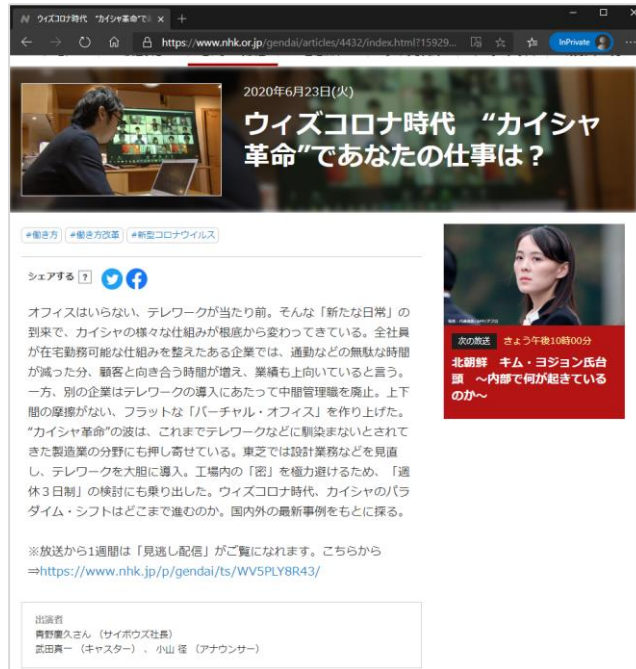 ウィズコロナ時代 “カイシャ革命”で
https://www.nhk.or.jp/gendai/articles/4432/index.html?15929...
InPrivate
2020年6月23日(火)
ウィズコロナ時代 “カイシャ
革命”であなたの仕事は？
#働き方 #働き方改革 #新型コロナウイルス
シェアする ?
オフィスはいらない、テレワークが当たり前。そんな「新たな日常」の
到来で、カイシャの様々な仕組みが根底から変わってきている。全社員
が在宅勤務可能な仕組みを整えたある企業では、通勤などの無駄な時間
が減った分、顧客と向き合う時間が増え、業績も上向いていると言う。
一方、別の企業はテレワークの導入にあたって中間管理職を廃止。上下
間の摩擦がない、フラットな「バーチャル・オフィス」を作り上げた。
“カイシャ革命”の波は、これまでテレワークなどに馴染まないとされて
きた製造業の分野にも押し寄せている。東芝では設計業務などを見直
し、テレワークを大胆に導入。工場内の「密」を極力避けるため、「週
休３日制」の検討にも乗り出した。ウィズコロナ時代、カイシャのパラ
ダイム・シフトはどこまで進むのか。国内外の最新事例をもとに探る。
※放送から1週間は「見逃し配信」がご覧になれます。こちらから
⇒https://www.nhk.jp/p/gendai/ts/WV5PLY8R43/
出演者
青野慶久さん （サイボウズ社長）
武田真一 （キャスター） 、 小山 径 （アナウンサー）
次の放送 きょう午後10時00分
北朝鮮 キム・ヨジョン氏台
頭 ～内部で何が起きている
のか～